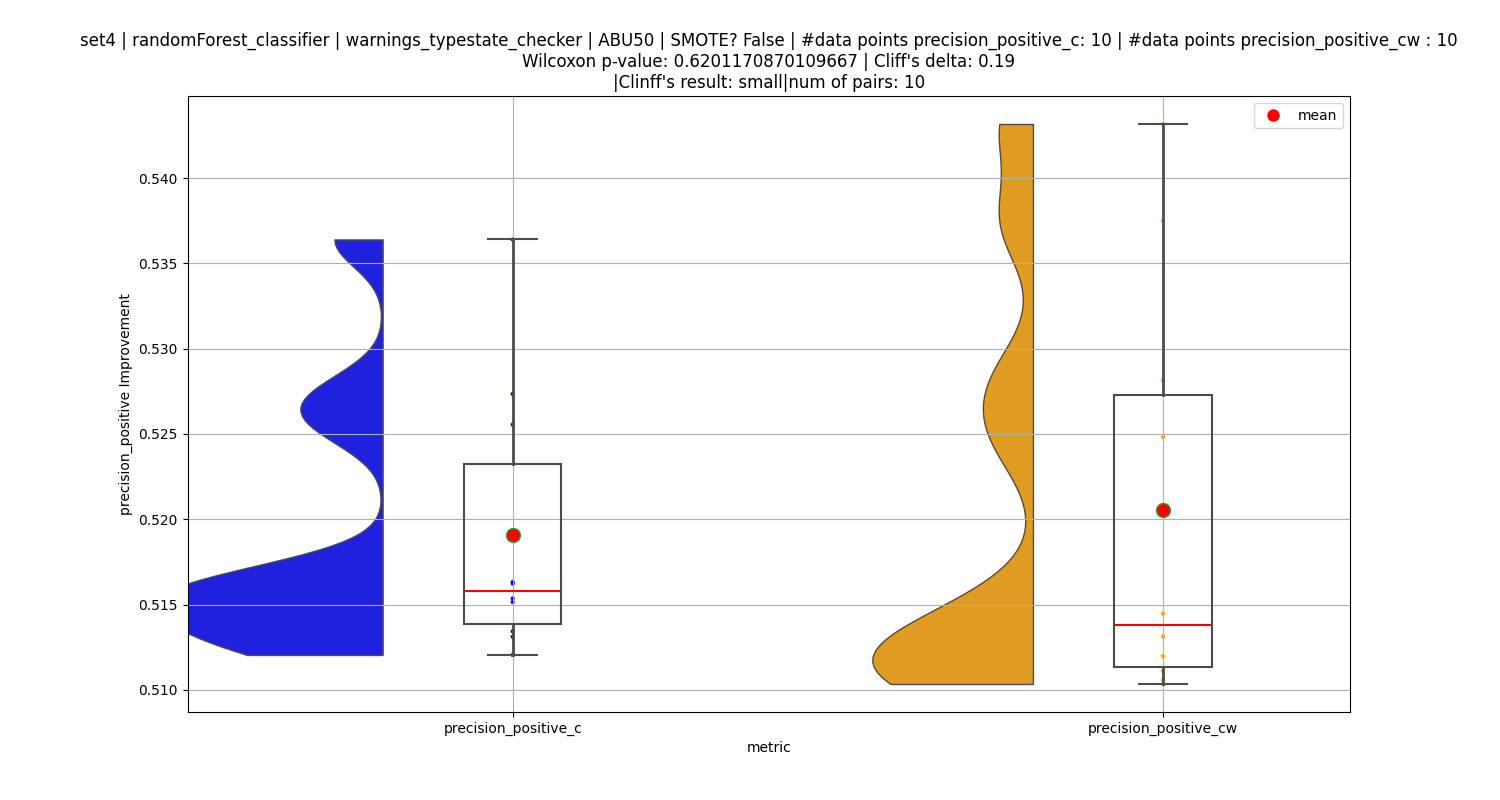 set4 | randomForest_classifier | warnings_typestate_checker | ABU50 | SMOTE? False | #data points precision_positive_c: 10 | #data points precision_positive_cw : 10
Wilcoxon p-value: 0.6201170870109667 | Cliff's delta: 0.19
|Clinff's result: small|num of pairs: 10
mean
precision_positive Improvement
0.540
0.535
0.530
0.525
0.520
0.515
0.510
precision_positive_c
precision_positive_cw
metric